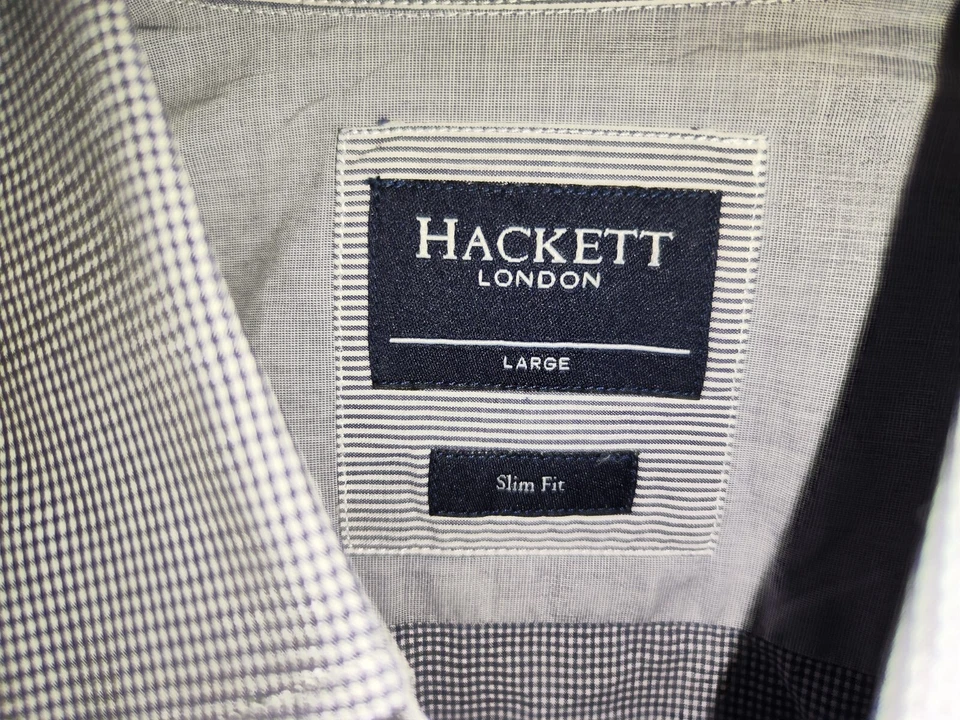 HACKETT
LONDON
LARGE
Slim Fit